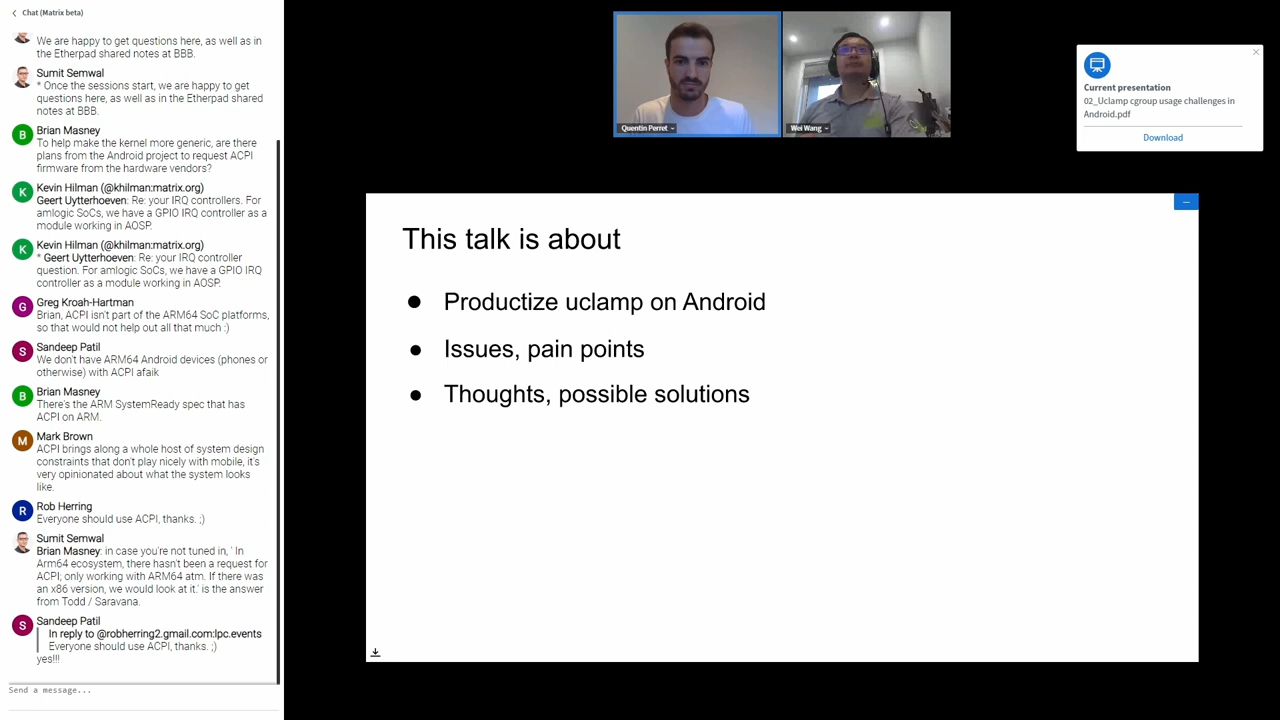 Chat (Matrix beta)
We are happy to get questions here, as well as in
the Etherpad shared notes at BBB.
Sumit Semwal
* Once the sessions start, we are happy to get
questions here, as well as in the Etherpad shared
notes at BBB.
B
Brian Masney
To help make the kernel more generic, are there
plans from the Android project to request ACPI
firmware from the hardware vendors?
K
Kevin Hilman (@khilman:matrix.org)
Geert Uytterhoeven: Re: your IRQ controllers. For
amlogic SoCs, we have a GPIO IRQ controller as a
module working in AOSP.
K
Kevin Hilman (@khilman:matrix.org)
* Geert Uytterhoeven: Re: your IRQ controller
question. For amlogic SoCs, we have a GPIO IRQ
controller as a module working in AOSP.
G
Greg Kroah-Hartman
Brian, ACPI isn't part of the ARM64 SoC platforms,
so that would not help out all that much :)
S
Sandeep Patil
We don't have ARM64 Android devices (phones or
otherwise) with ACPI afaik
B
Brian Masney
There's the ARM SystemReady spec that has
ACPI on ARM.
M
Mark Brown
ACPI brings along a whole host of system design
constraints that don't play nicely with mobile, it's
very opinionated about what the system looks
like.
R
Rob Herring
Everyone should use ACPI, thanks. ;)
Sumit Semwal
Brian Masney: in case you're not tuned in, ' In
Arm64 ecosystem, there hasn't been a request for
ACPI; only working with ARM64 atm. If there was
an x86 version, we would look at it.' is the answer
from Todd / Saravana.
S
Sandeep Patil
In reply to @robherring2.gmail.com:lpc.events
Everyone should use ACPI, thanks. ;)
yes!!!
Send a message...
Quentin Perret
Wei Wang
Current presentation
02_Uclamp cgroup usage challenges in
Android.pdf
Download
This talk is about
● Productize uclamp on Android
● Issues, pain points
● Thoughts, possible solutions